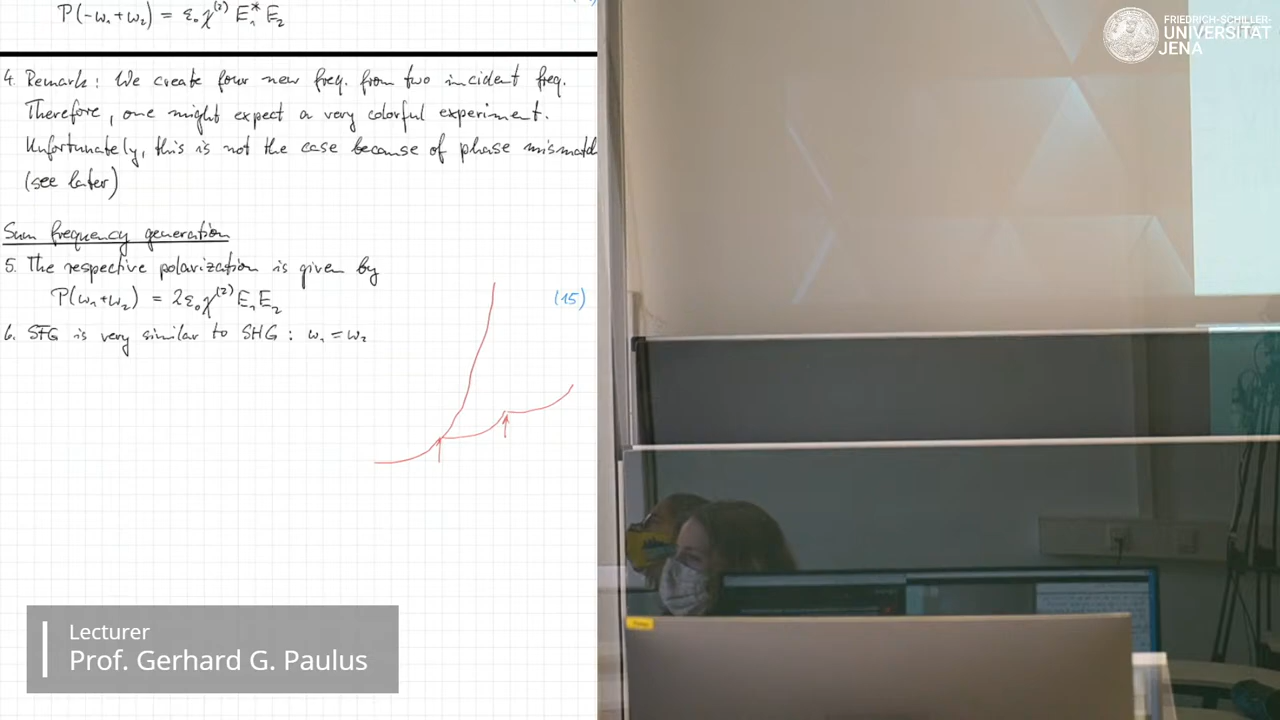 P(-ω₁+ω₂) = ε₀χ⁽²⁾ E₁* E₂
4. Remark: We create four new freq. from two incident freq.
Therefore, one might expect a very colorful experiment.
Unfortunately, this is not the case because of phase mismatch
(see later)
Sum frequency generation
5. The respective polarization is given by
P(ω₁+ω₂) = 2ε₀χ⁽²⁾E₁E₂ (15)
6. SFG is very similar to SHG: ω₁ = ω₂
Lecturer
Prof. Gerhard G. Paulus
FRIEDRICH-SCHILLER-
UNIVERSITÄT
JENA